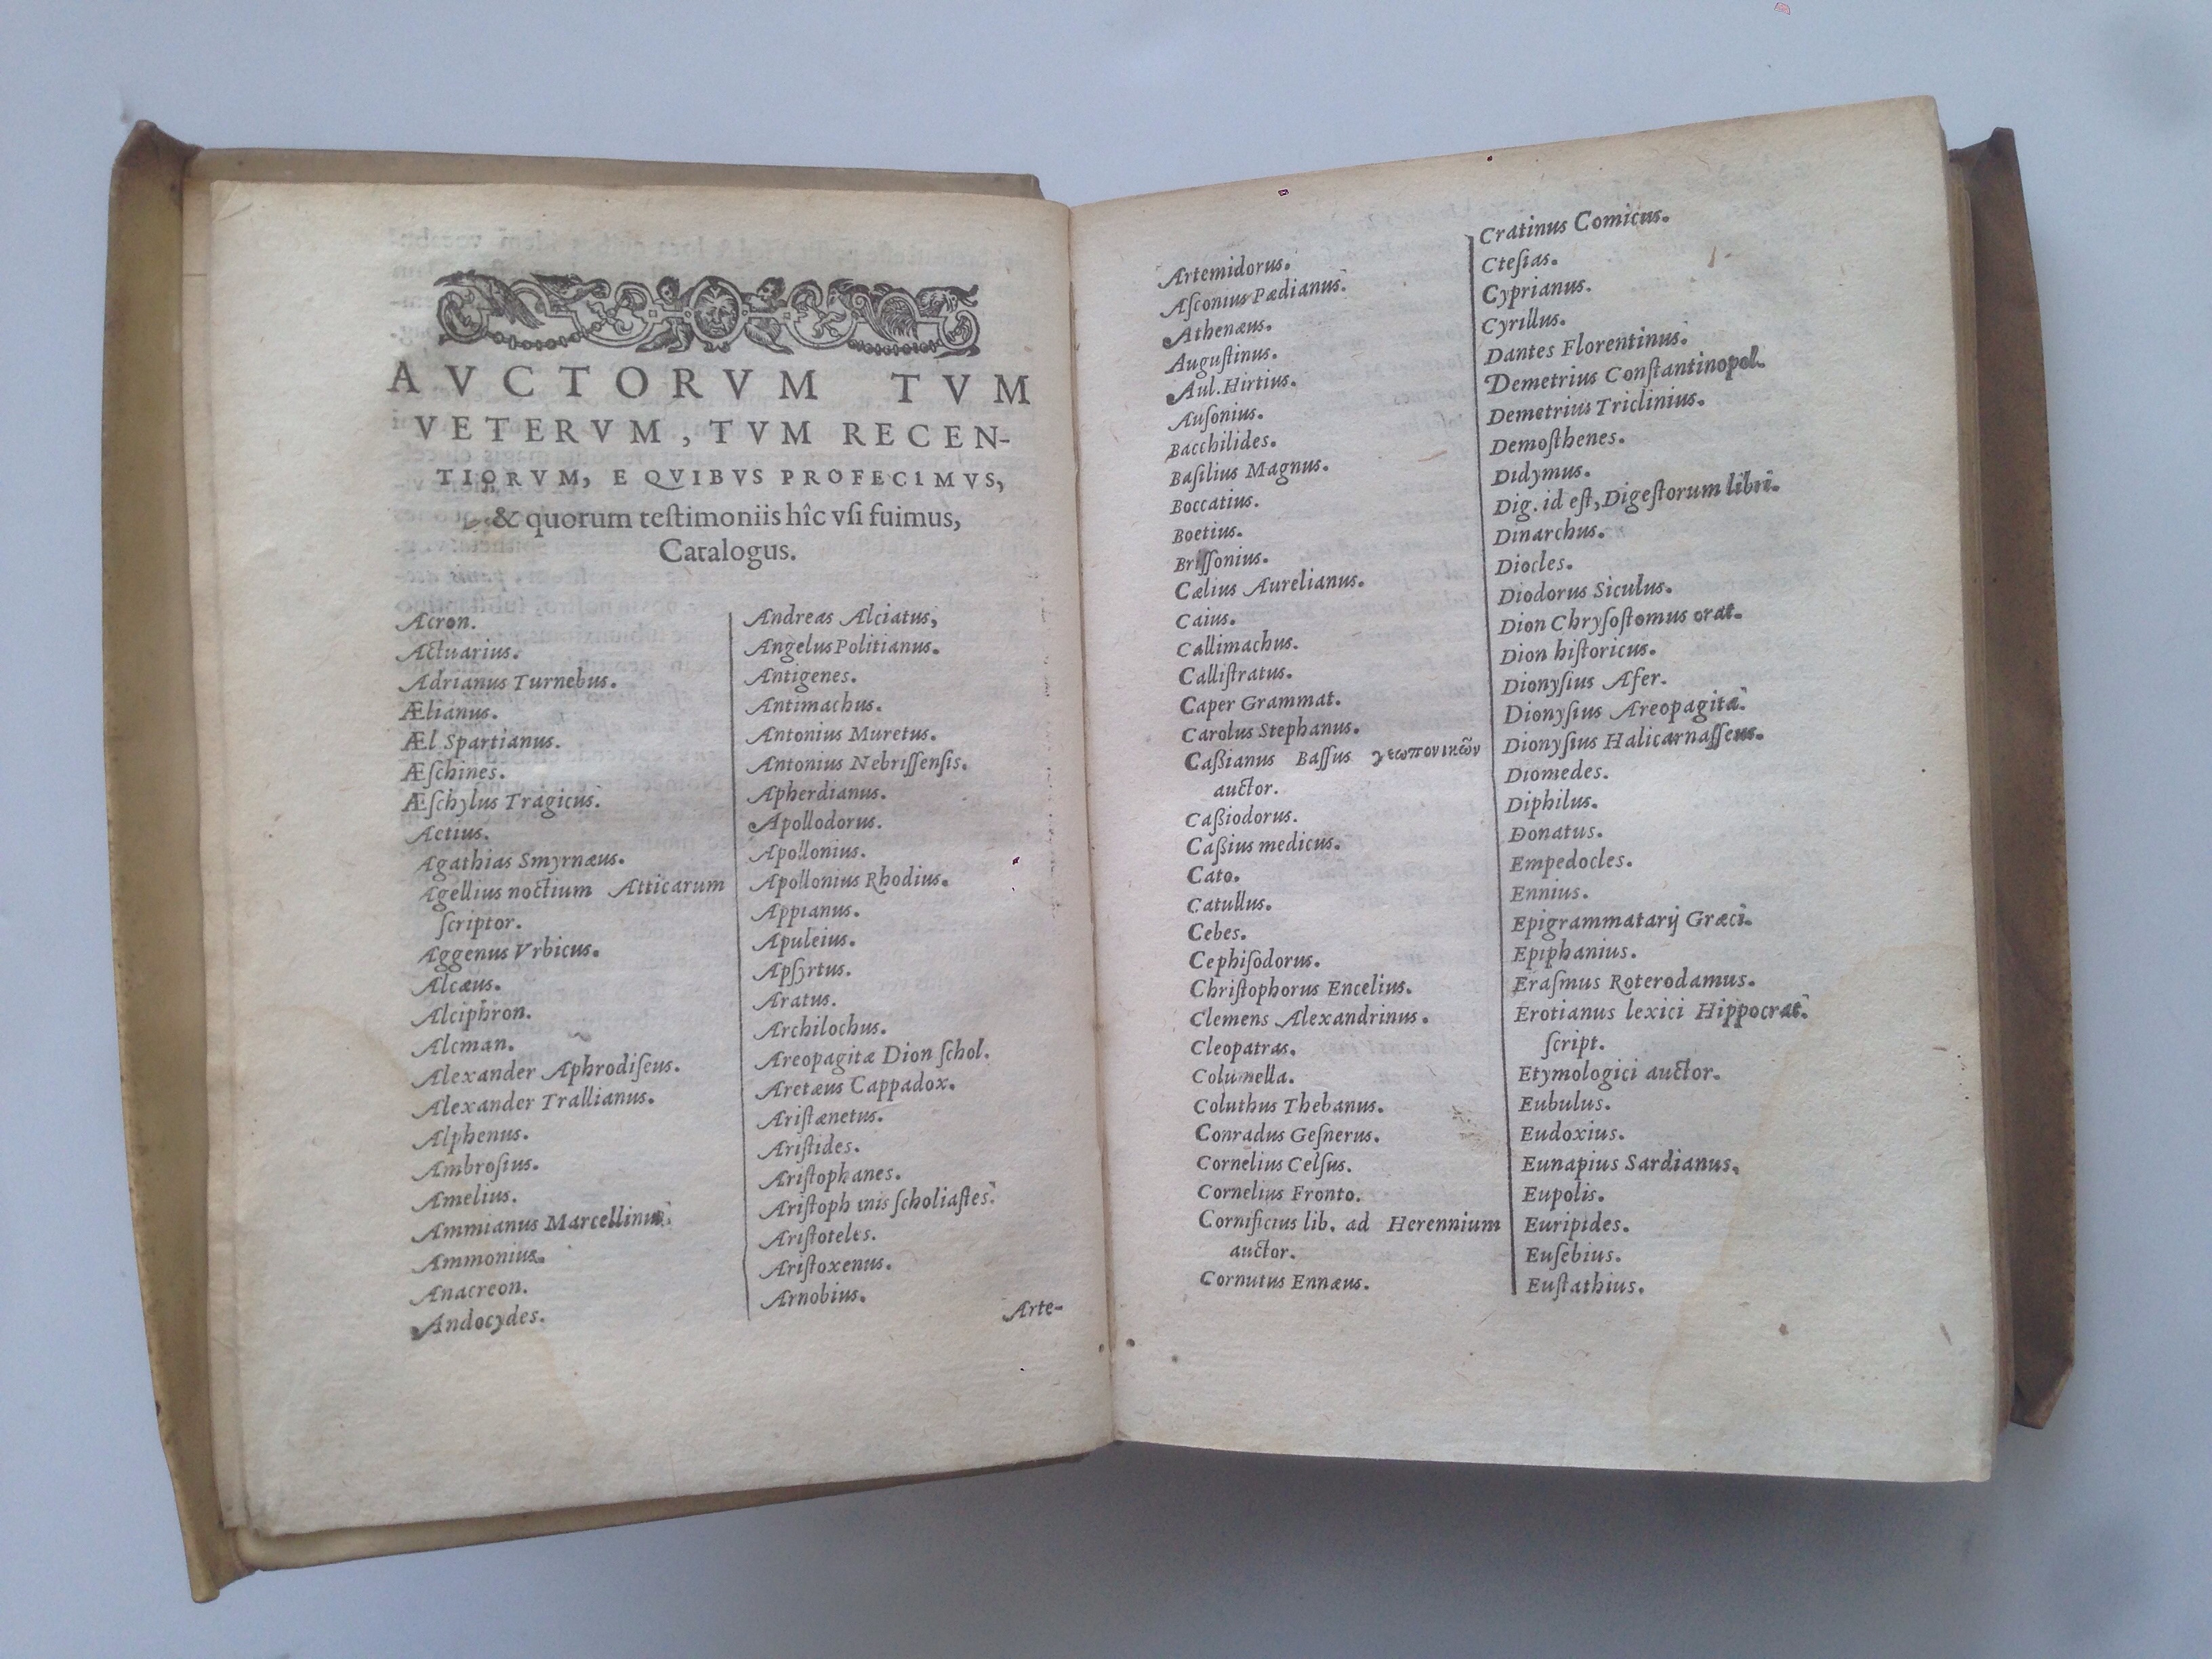 AVCTORVM TVM
VETERVM, TVM RECEN-
TIORVM, E QVIBVS PROFECIMVS,
& quorum teſtimoniis hîc vſi fuimus,
Catalogus.
Acron.
Actuarius.
Adrianus Turnebus.
Ælianus.
Æl Spartianus.
Æſchines.
Æſchylus Tragicus.
Aetius.
Agathias Smyrnæus.
Agellius noctium Atticarum
ſcriptor.
Aggenus Vrbicus.
Alcæus.
Alciphron.
Alcman.
Alexander Aphrodiſeus.
Alexander Trallianus.
Alphenus.
Ambroſius.
Amelius.
Ammianus Marcellinus.
Ammonius.
Anacreon.
Andocydes.
Andreas Alciatus,
Angelus Politianus.
Antigenes.
Antimachus.
Antonius Muretus.
Antonius Nebriſſenſis.
Apherdianus.
Apollodorus.
Apollonius.
Apollonius Rhodius.
Appianus.
Apuleius.
Apſyrtus.
Aratus.
Archilochus.
Areopagitæ Dion ſchol.
Aretæus Cappadox.
Ariſtænetus.
Ariſtides.
Ariſtophanes.
Ariſtophanis ſcholiaſtes.
Ariſtoteles.
Ariſtoxenus.
Arnobius.
Arte-
Artemidorus.
Aſconius Pædianus.
Athenæus.
Auguſtinus.
Aul. Hirtius.
Auſonius.
Bacchilides.
Baſilius Magnus.
Boccatius.
Boetius.
Briſſonius.
Cælius Aurelianus.
Caius.
Callimachus.
Calliſtratus.
Caper Grammat.
Carolus Stephanus.
Caßianus Baſſus γεωπονικῶν
auctor.
Caßiodorus.
Caßius medicus.
Cato.
Catullus.
Cebes.
Cephiſodorus.
Chriſtophorus Encelius.
Clemens Alexandrinus.
Cleopatras.
Columella.
Coluthus Thebanus.
Conradus Geſnerus.
Cornelius Celſus.
Cornelius Fronto.
Cornificius lib. ad Herennium
auctor.
Cornutus Ennæus.
Cratinus Comicus.
Cteſias.
Cyprianus.
Cyrillus.
Dantes Florentinus.
Demetrius Conſtantinopol.
Demetrius Triclinius.
Demoſthenes.
Didymus.
Dig. id eſt, Digeſtorum libri.
Dinarchus.
Diocles.
Diodorus Siculus.
Dion Chryſoſtomus orat.
Dion hiſtoricus.
Dionyſius Afer.
Dionyſius Areopagita.
Dionyſius Halicarnaſſeus.
Diomedes.
Diphilus.
Donatus.
Empedocles.
Ennius.
Epigrammatarij Græci.
Epiphanius.
Eraſmus Roterodamus.
Erotianus lexici Hippocrat.
ſcript.
Etymologici auctor.
Eubulus.
Eudoxius.
Eunapius Sardianus.
Eupolis.
Euripides.
Euſebius.
Euſtathius.